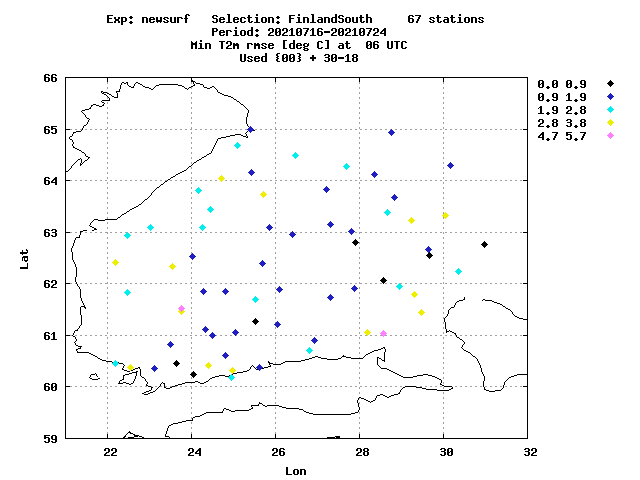 Exp: newsurf   Selection: FinlandSouth     67 stations
Period: 20210716-20210724
Min T2m rmse [deg C] at  06 UTC
Used {00} + 30-18
0.0 0.9
0.9 1.9
1.9 2.8
2.8 3.8
4.7 5.7
66
65
64
63
62
61
60
59
Lat
22 24 26 28 30 32
Lon